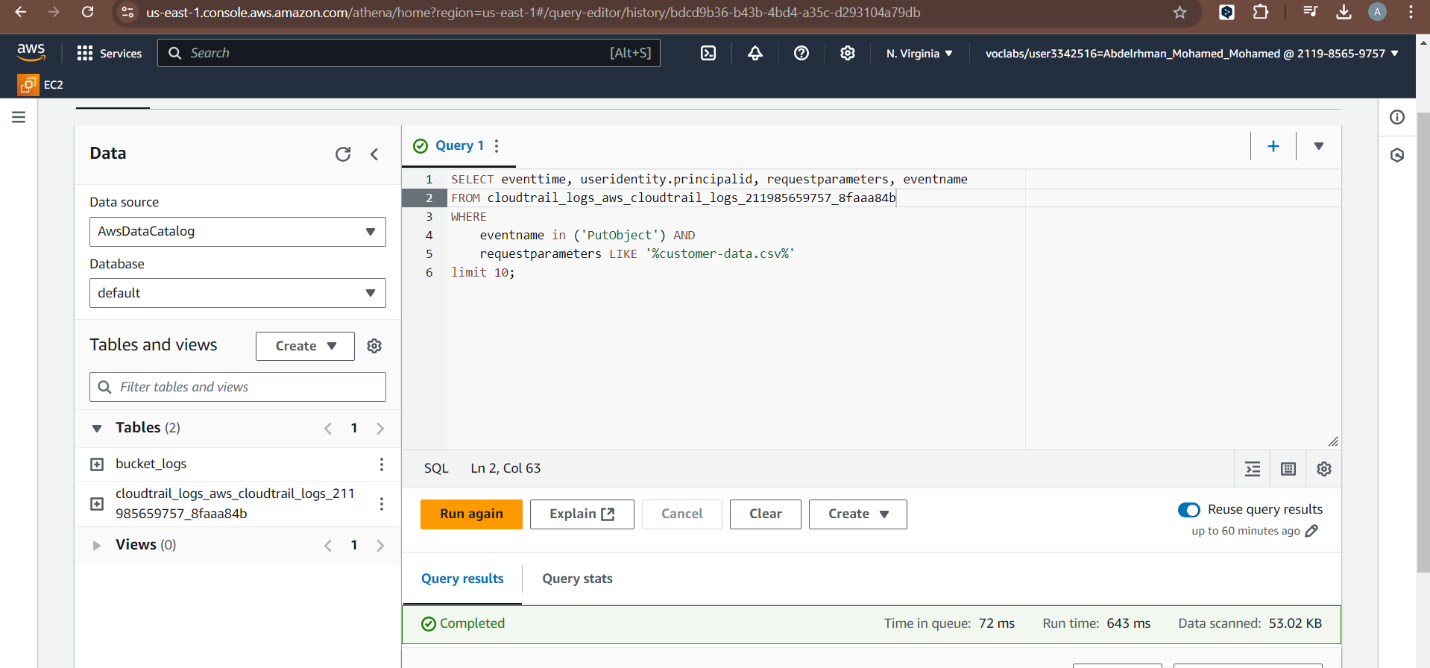 us-east-1.console.aws.amazon.com/athena/home?region=us-east-1#/query-editor/history/bdcd9b36-b43b-4bd4-a35c-d293104a79db
A
aws
Services
Search
[Alt+S]
N. Virginia
voclabs/user3342516=Abdelrhman_Mohamed_Mohamed @ 2119-8565-9757
EC2
Data
Data source
AwsDataCatalog
Database
default
Tables and views
Create
Filter tables and views
Tables (2)
1
bucket_logs
cloudtrail_logs_aws_cloudtrail_logs_211
985659757_8faaa84b
Views (0)
1
Query 1
1 SELECT eventtime, useridentity.principalid, requestparameters, eventname
2 FROM cloudtrail_logs_aws_cloudtrail_logs_211985659757_8faaa84b
3 WHERE
4 eventname in ('PutObject') AND
5 requestparameters LIKE '%customer-data.csv%'
6 limit 10;
SQL Ln 2, Col 63
Run again
Explain
Cancel
Clear
Create
Reuse query results
up to 60 minutes ago
Query results
Query stats
Completed
Time in queue: 72 ms
Run time: 643 ms
Data scanned: 53.02 KB